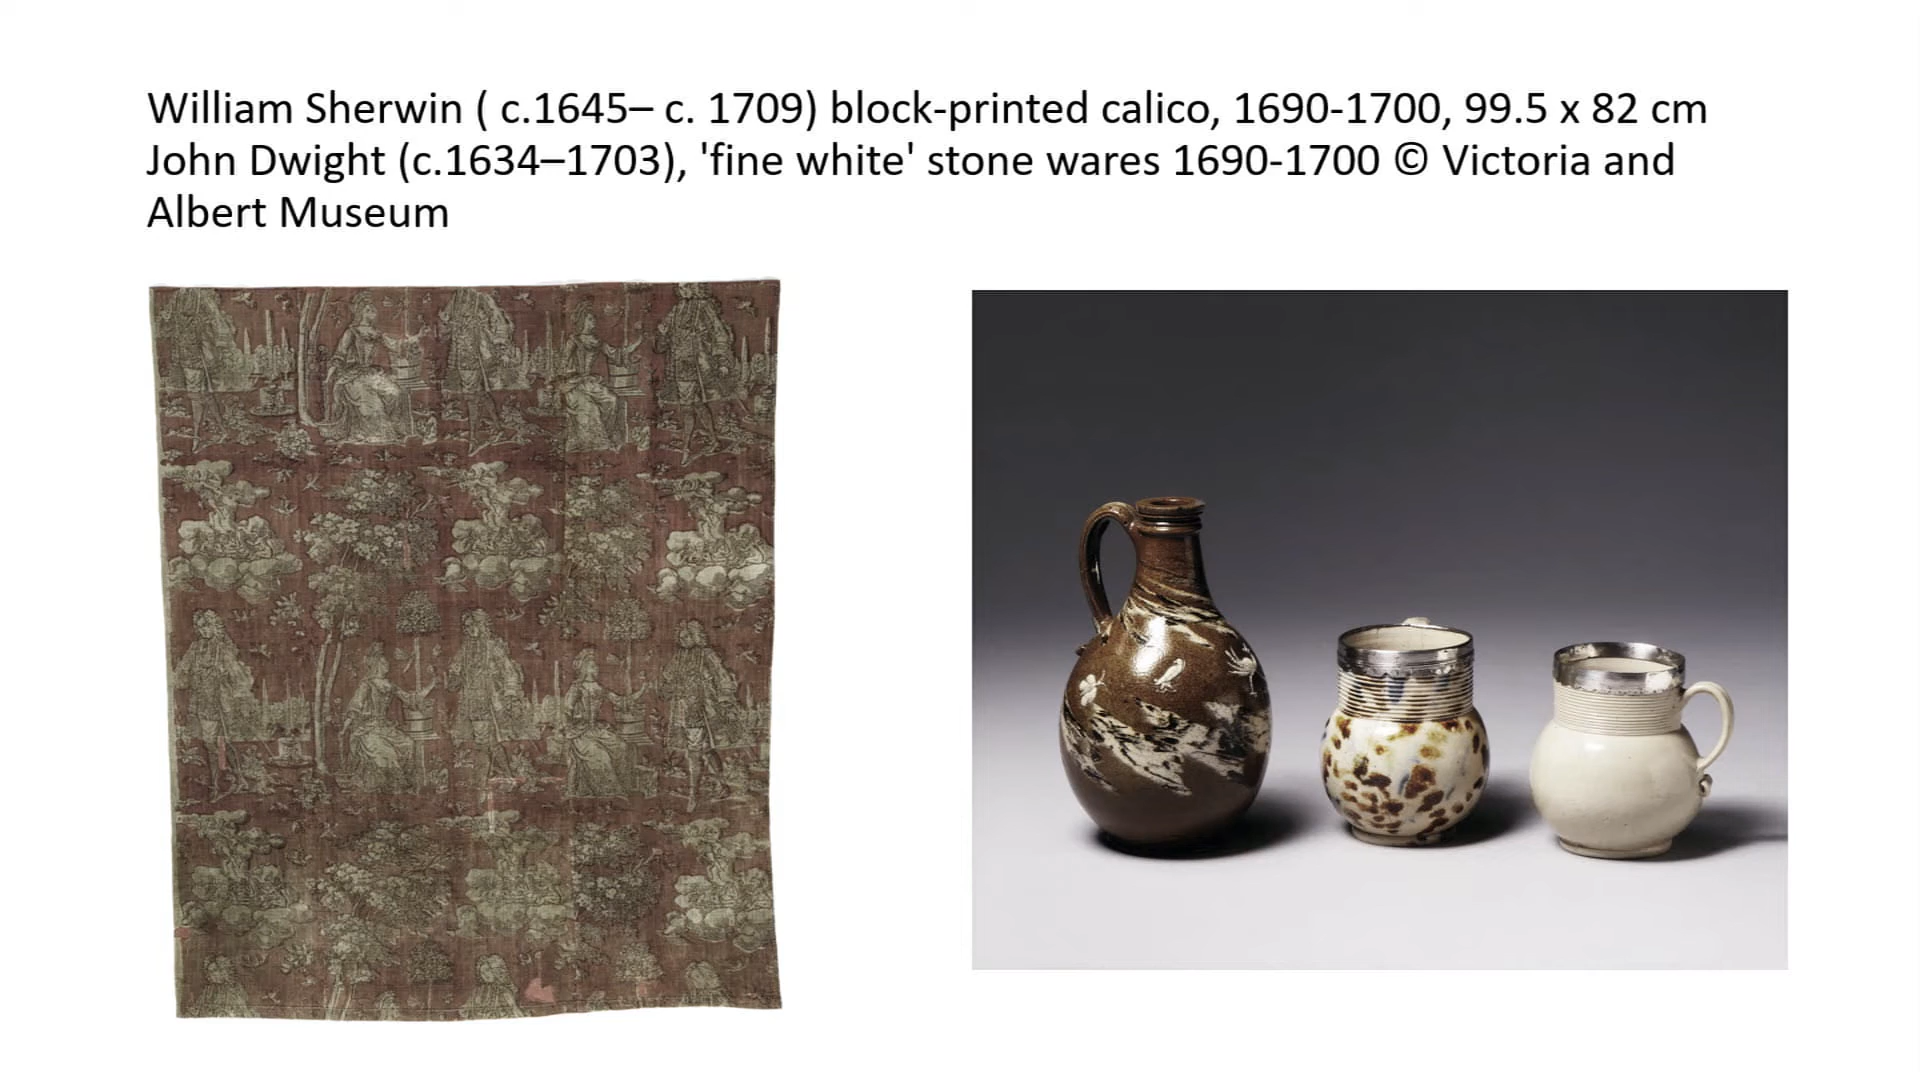 William Sherwin ( c.1645– c. 1709) block-printed calico, 1690-1700, 99.5 x 82 cm
John Dwight (c.1634–1703), 'fine white' stone wares 1690-1700 © Victoria and
Albert Museum